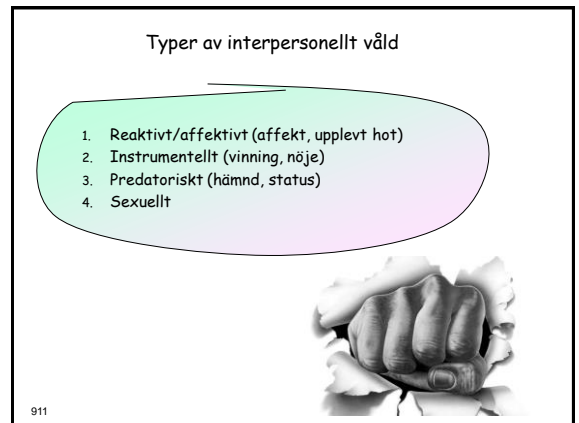 Typer av interpersonellt våld
1. Reaktivt/affektivt (affekt, upplevt hot)
2. Instrumentellt (vinning, nöje)
3. Predatoriskt (hämnd, status)
4. Sexuellt
911